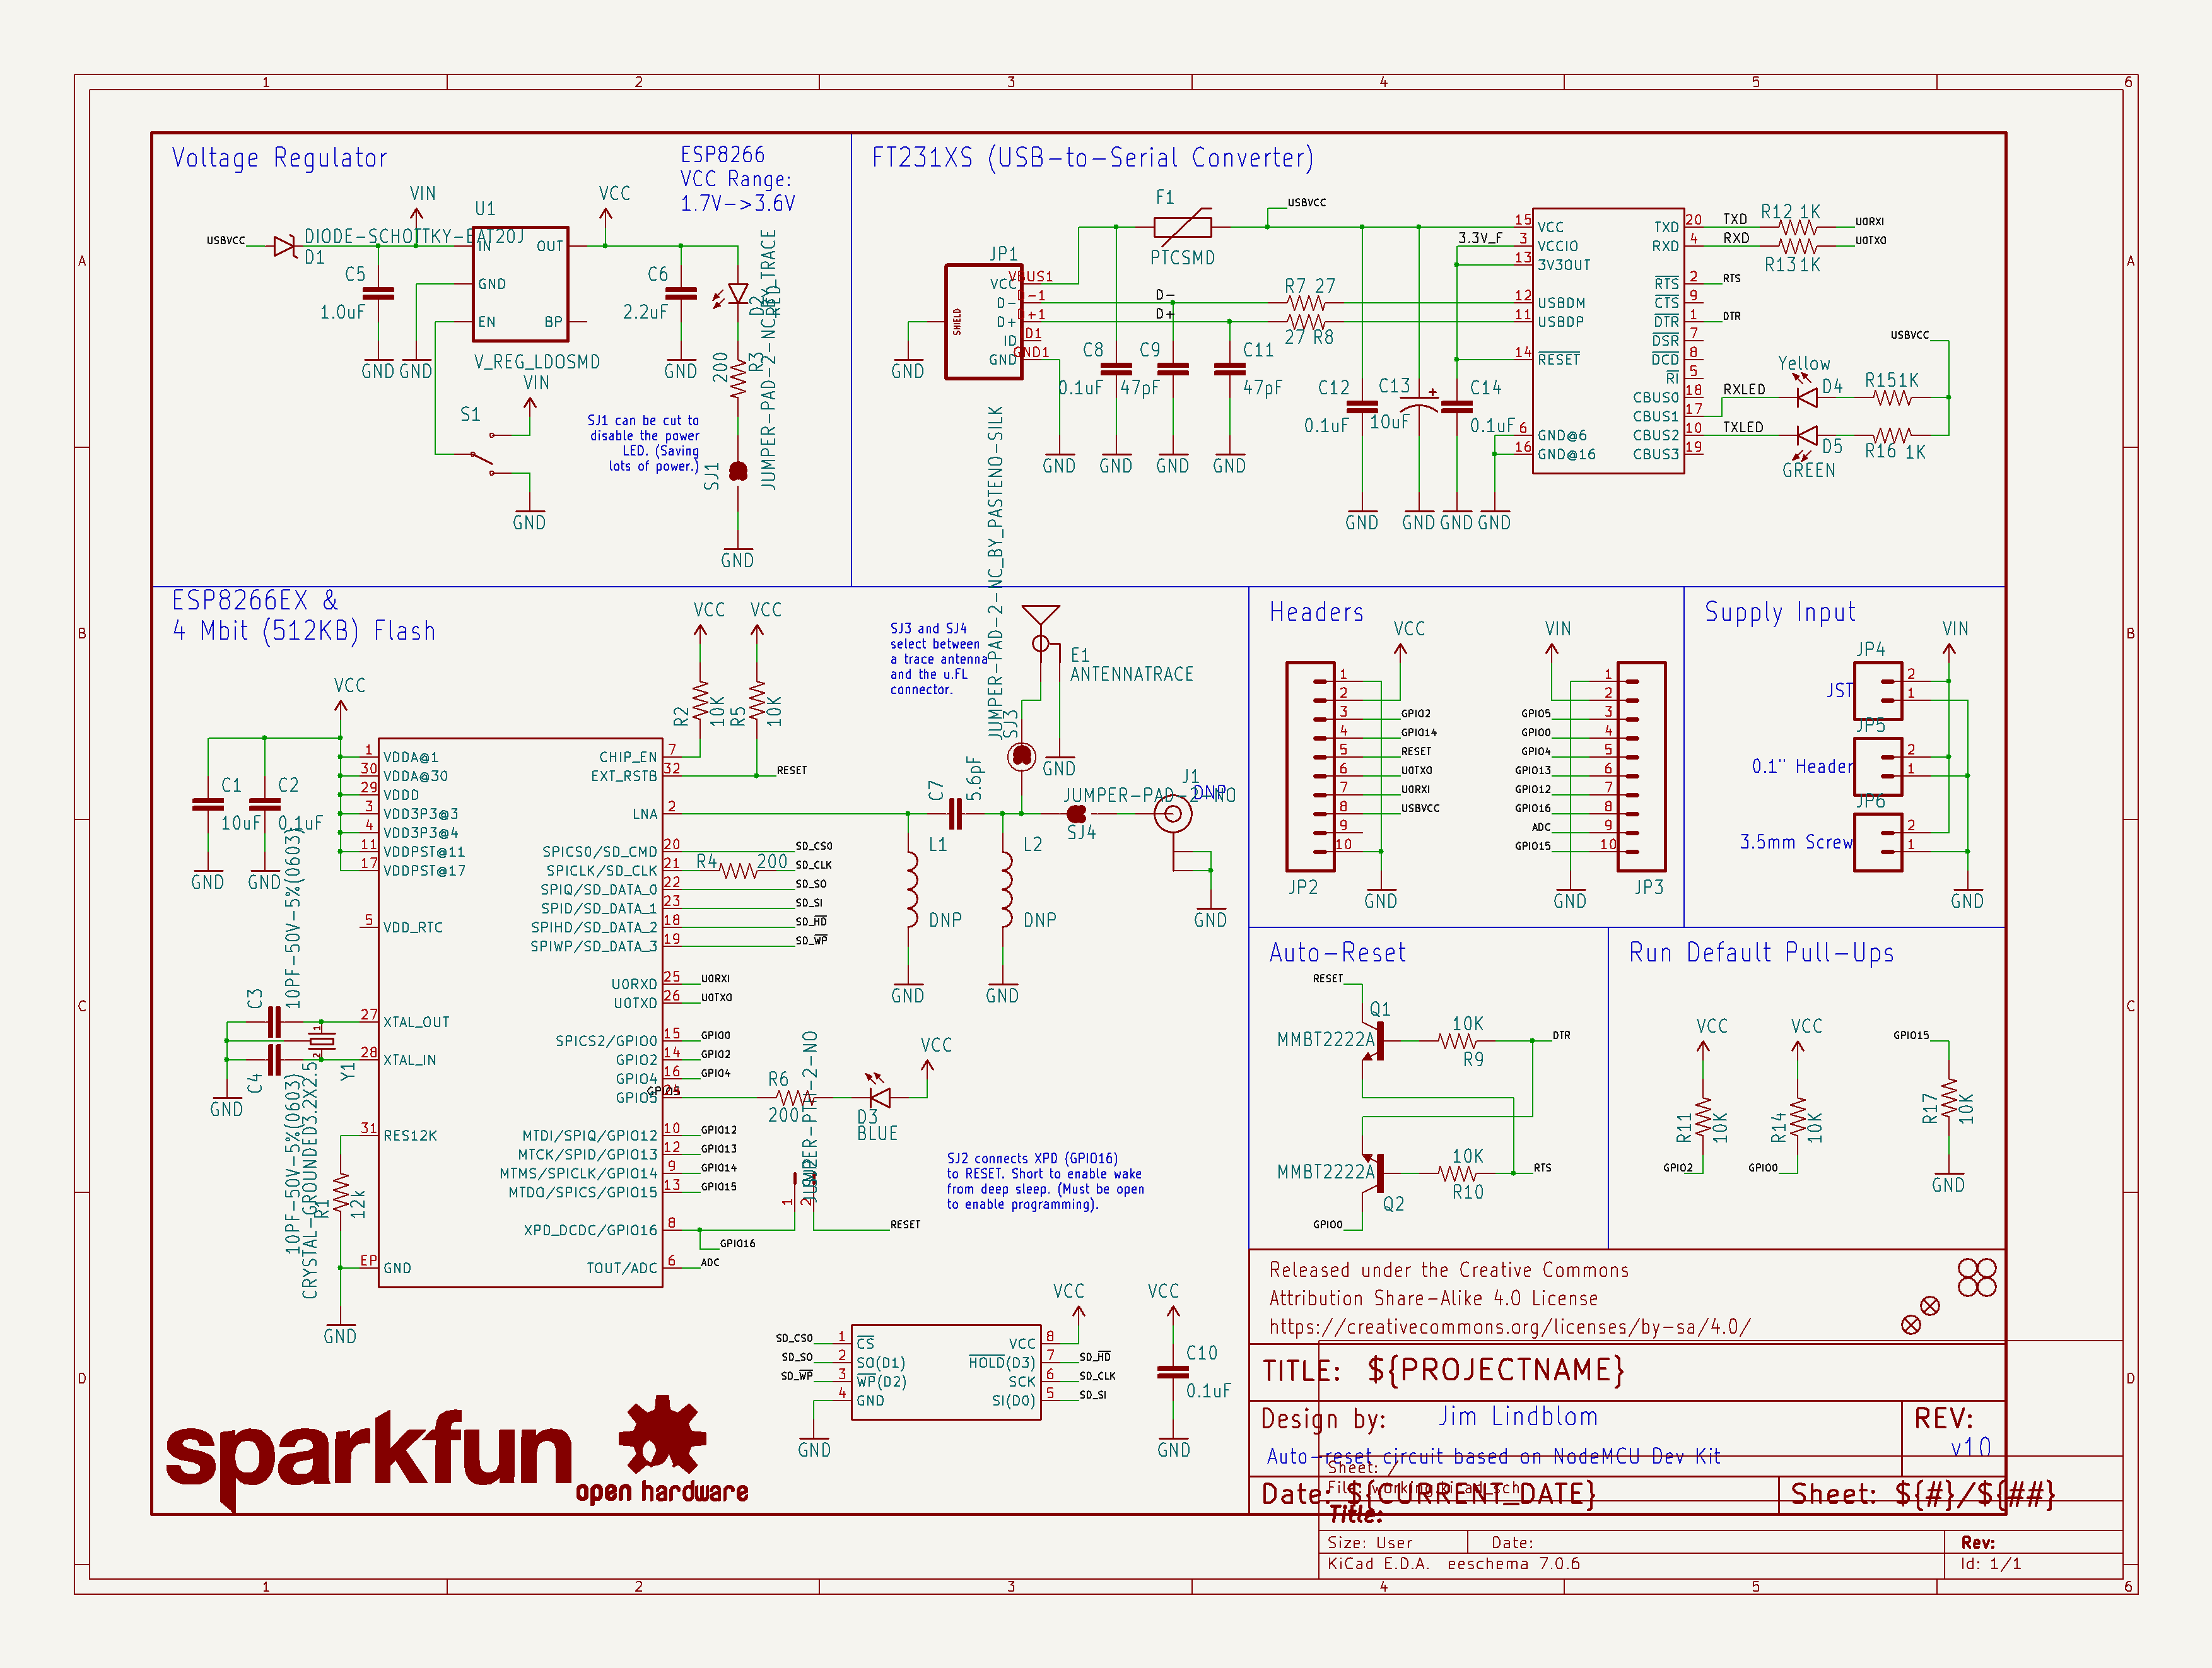 1 2 3 4 5 6
A
B
C
D
Voltage Regulator
ESP8266
VCC Range:
1.7V->3.6V
USBVCC
DIODE-SCHOTTKY-BAT20J
D1
VIN
U1
IN
OUT
GND
EN
BP
V_REG_LDOSMD
VCC
C5
1.0uF
GND
GND
C6
2.2uF
GND
D2
RED
200
R3
SJ1
JUMPER-PAD-2-NC_BY_TRACE
GND
VIN
S1
GND
SJ1 can be cut to
disable the power
LED. (Saving
lots of power.)
FT231XS (USB-to-Serial Converter)
F1
PTCSMD
USBVCC
JP1
SHIELD
VCC VBUS1
D- D-1
D+ D+1
ID D1
GND GND1
GND
D-
D+
R7 27
27 R8
C8
0.1uF
C9
47pF
C11
47pF
GND GND GND GND
C12
0.1uF
C13
10uF
C14
0.1uF
GND GND GND GND
3.3V_F
15 VCC
3 VCCIO
13 3V3OUT
12 USBDM
11 USBDP
14 RESET
6 GND@6
16 GND@16
TXD 20 TXD
RXD 4 RXD
RTS 2 RTS
CTS 9
DTR 1 DTR
DSR 7
DCD 8
RI 5
CBUS0 18 RXLED
CBUS1 17
CBUS2 10 TXLED
CBUS3 19
R12 1K
U0RXI
R13 1K
U0TXO
USBVCC
Yellow
D4
R15 1K
D5
GREEN
R16 1K
ESP8266EX &
4 Mbit (512KB) Flash
VCC
C1
10uF
C2
0.1uF
GND GND
1 VDDA@1
30 VDDA@30
29 VDDD
3 VDD3P3@3
4 VDD3P3@4
11 VDDPST@11
17 VDDPST@17
5 VDD_RTC
27 XTAL_OUT
28 XTAL_IN
31 RES12K
EP GND
C3
10PF-50V-5%(0603)
C4
10PF-50V-5%(0603)
1
2
Y1
CRYSTAL-GROUNDED3.2X2.5
GND
R1
12k
GND
CHIP_EN 7
EXT_RSTB 32 RESET
LNA 2
SPICS0/SD_CMD 20 SD_CS0
SPICLK/SD_CLK 21 R4 200 SD_CLK
SPIQ/SD_DATA_0 22 SD_SO
SPID/SD_DATA_1 23 SD_SI
SPIHD/SD_DATA_2 18 SD_HD
SPIWP/SD_DATA_3 19 SD_WP
U0RXD 25 U0RXI
U0TXD 26 U0TXO
SPICS2/GPIO0 15 GPIO0
GPIO2 14 GPIO2
GPIO4 16 GPIO4
GPIO5 24 GPIO5
MTDI/SPIQ/GPIO12 10 GPIO12
MTCK/SPID/GPIO13 12 GPIO13
MTMS/SPICLK/GPIO14 9 GPIO14
MTDO/SPICS/GPIO15 13 GPIO15
XPD_DCDC/GPIO16 8 GPIO16
TOUT/ADC 6 ADC
VCC VCC
R2 10K
R5 10K
R6
200
D3
BLUE
VCC
SJ2
JUMPER-PTH-2-NO
1 2
RESET
SJ2 connects XPD (GPIO16)
to RESET. Short to enable wake
from deep sleep. (Must be open
to enable programming).
SJ3 and SJ4
select between
a trace antenna
and the u.FL
connector.
JUMPER-PAD-2-NC_BY_PASTENO-SILK
SJ3
E1
ANTENNATRACE
GND
C7
5.6pF
L1
DNP
GND
L2
DNP
GND
JUMPER-PAD-2-NO
SJ4
J1
DNP
GND
SD_CS0 1 CS
SD_SO 2 SO(D1)
SD_WP 3 WP(D2)
4 GND
GND
VCC 8
HOLD(D3) 7 SD_HD
SCK 6 SD_CLK
SI(D0) 5 SD_SI
VCC VCC
C10
0.1uF
GND
Headers
VCC
1
2
3 GPIO2
4 GPIO14
5 RESET
6 U0TXO
7 U0RXI
8 USBVCC
9
10
JP2
GND
VIN
1
2
GPIO5 3
GPIO0 4
GPIO4 5
GPIO13 6
GPIO12 7
GPIO16 8
ADC 9
GPIO15 10
GND
JP3
Supply Input
VIN
JP4
JST
2
1
JP5
0.1" Header
2
1
JP6
3.5mm Screw
2
1
GND
Auto-Reset
RESET
Q1
MMBT2222A
10K
R9
DTR
MMBT2222A
Q2
10K
R10
RTS
GPIO0
Run Default Pull-Ups
VCC
R11 10K
GPIO2
VCC
R14 10K
GPIO0
GPIO15
R17 10K
GND
Released under the Creative Commons
Attribution Share-Alike 4.0 License
https://creativecommons.org/licenses/by-sa/4.0/
TITLE: ${PROJECTNAME}
Design by: Jim Lindblom
REV:
v10
Auto-reset circuit based on NodeMCU Dev Kit
Date: ${CURRENT_DATE}
Sheet: ${#}/${##}
Sheet: /
File: working.kicad_sch
Title:
Size: User Date: Rev:
KiCad E.D.A. eeschema 7.0.6 Id: 1/1
sparkfun
open hardware
1 2 3 4 5 6
A
B
C
D